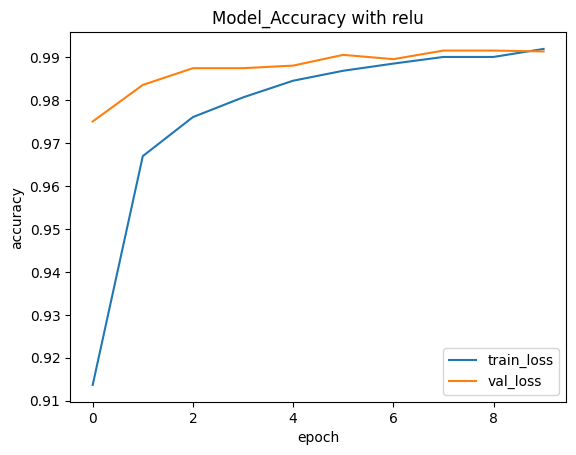 Model_Accuracy with relu
accuracy
0.99
0.98
0.97
0.96
0.95
0.94
0.93
0.92
0.91
0 2 4 6 8
epoch
train_loss
val_loss